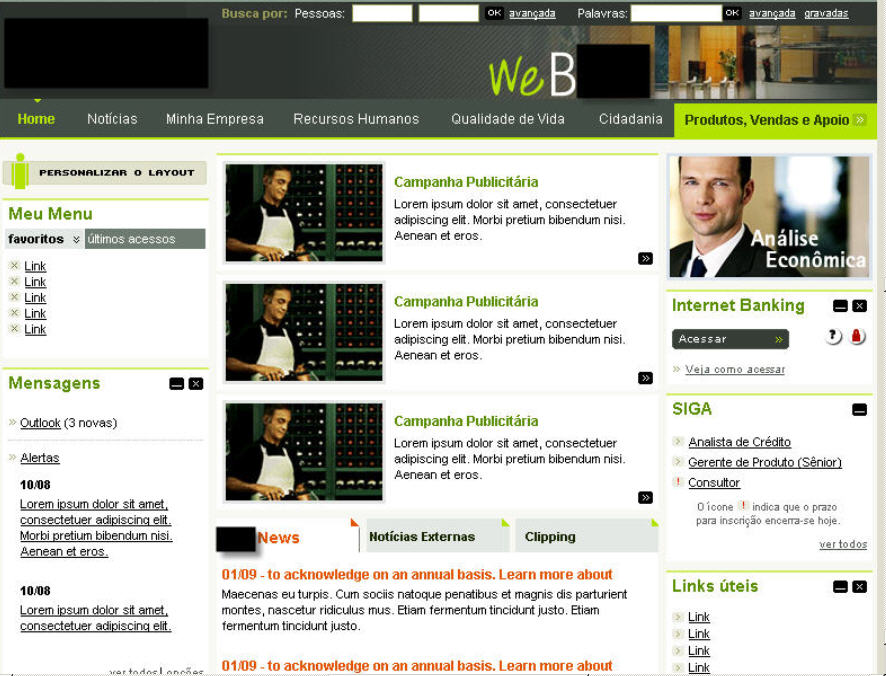 Busca por: Pessoas: OK avançada Palavras: OK avançada gravadas
We B
Home Notícias Minha Empresa Recursos Humanos Qualidade de Vida Cidadania Produtos, Vendas e Apoio »
PERSONALIZAR O LAYOUT
Meu Menu
favoritos últimos acessos
Link
Link
Link
Link
Link
Mensagens
» Outlook (3 novas)
» Alertas
10/08
Lorem ipsum dolor sit amet,
consectetuer adipiscing elit.
Morbi pretium bibendum nisi.
Aenean et eros.
10/08
Lorem ipsum dolor sit amet,
consectetuer adipiscing elit.
ver todos | opções
Campanha Publicitária
Lorem ipsum dolor sit amet, consectetuer
adipiscing elit. Morbi pretium bibendum nisi.
Aenean et eros.
»
Campanha Publicitária
Lorem ipsum dolor sit amet, consectetuer
adipiscing elit. Morbi pretium bibendum nisi.
Aenean et eros.
»
Campanha Publicitária
Lorem ipsum dolor sit amet, consectetuer
adipiscing elit. Morbi pretium bibendum nisi.
Aenean et eros.
»
News Notícias Externas Clipping
01/09 - to acknowledge on an annual basis. Learn more about
Maecenas eu turpis. Cum sociis natoque penatibus et magnis dis parturient
montes, nascetur ridiculus mus. Etiam fermentum tincidunt justo. Etiam
fermentum tincidunt justo.
01/09 - to acknowledge on an annual basis. Learn more about
Análise
Econômica
Internet Banking
Acessar » ?
» Veja como acessar
SIGA
Analista de Crédito
Gerente de Produto (Sênior)
! Consultor
O ícone ! indica que o prazo
para inscrição encerra-se hoje.
ver todos
Links úteis
Link
Link
Link
Link